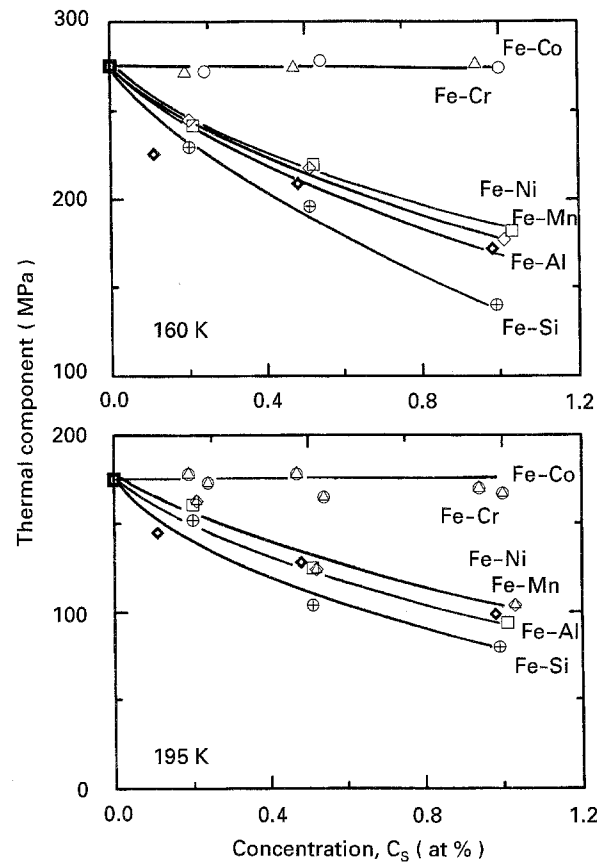 300
Fe-Co
Fe-Cr
200
Fe-Ni
Fe-Mn
Fe-Al
Fe-Si
160 K
100
0.0
0.4
0.8
1.2
Thermal component ( MPa )
200
Fe-Co
Fe-Cr
Fe-Ni
Fe-Mn
100
Fe-Al
Fe-Si
195 K
0
0.0
0.4
0.8
1.2
Concentration, Cs ( at % )